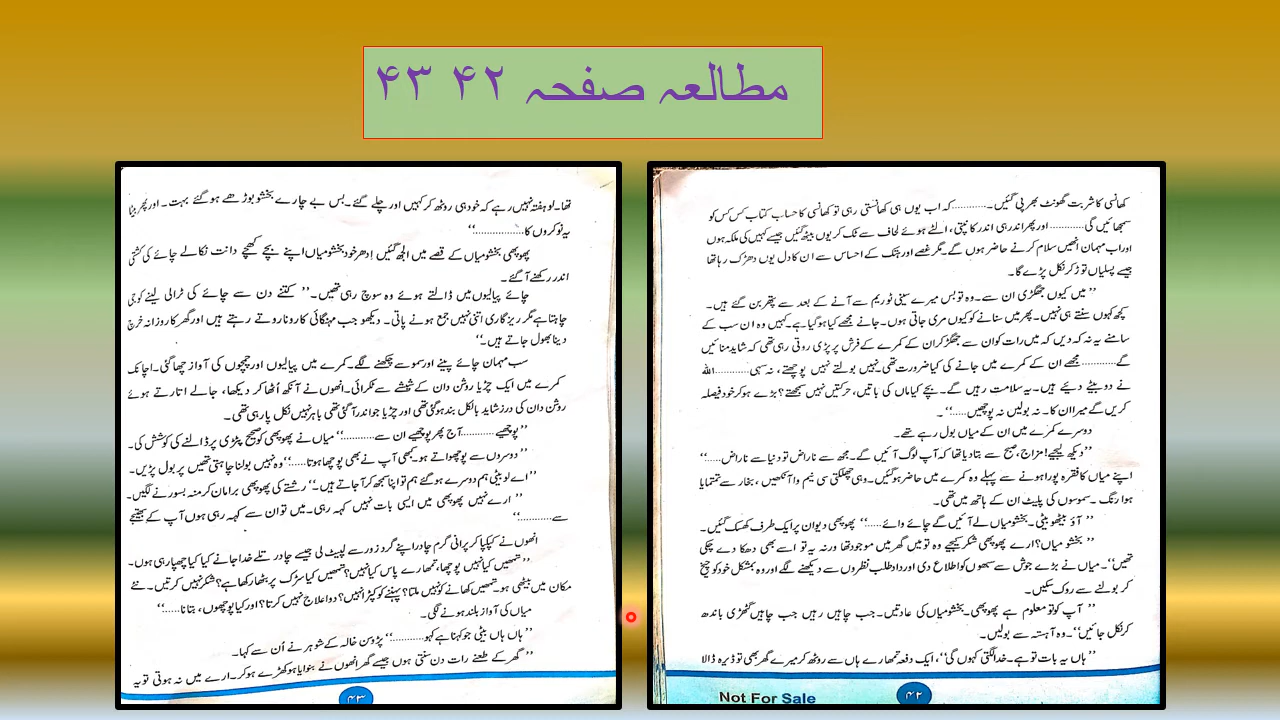 مطالعہ صفحہ ۴۲ ۴۳
کھانسی کا شربت گھونٹ بھر پی گئیں۔............کہ اب یوں ہی کھانستی رہی تو کھانسی کا حساب کتاب کس کس کو
سمجھائیں گی............اور پھر اندر ہی اندر کانپتی، الٹے ہوئے لحاف سے ٹک کر یوں بیٹھ گئیں جیسے کہیں کی ملکہ ہوں
اور اب مہمان انھیں سلام کرنے حاضر ہوں گے۔مگر غصے اور ہتک کے احساس سے ان کا دل یوں دھڑک رہا تھا
جیسے پسلیاں توڑ کر نکل پڑے گا۔
’’میں کیوں جھگڑی ان سے۔وہ تو بس میرے سینی ٹوریم سے آنے کے بعد سے پتھر بن گئے ہیں۔
کچھ کہوں سنتے ہی نہیں۔پھر میں سنانے کو کیوں مری جاتی ہوں۔جانے مجھے کیا ہو گیا ہے۔کہیں وہ ان سب کے
سامنے یہ نہ کہ دیں کہ میں رات کو ان سے جھگڑ کر ان کے کمرے کے فرش پر پڑی روتی رہی تھی کہ شاید منائیں
گے............مجھے ان کے کمرے میں جانے کی کیا ضرورت تھی۔نہیں بولتے نہیں پوچھتے، نہ سہی............اللہ
نے دو بیٹے دیئے ہیں۔یہ سلامت رہیں گے۔بچے کیا ماں کی باتیں، حرکتیں نہیں سمجھتے؟ بڑے ہو کر خود فیصلہ
کریں گے میرا ان کا۔ نہ بولیں نہ پوچھیں.....‘‘۔
دوسرے کمرے میں ان کے میاں بول رہے تھے۔
’’دیکھ لیجیے! مزاج، صبح سے بتا دیا تھا کہ آپ لوگ آئیں گے۔ مجھ سے ناراض تو دنیا سے ناراض.....‘‘
اپنے میاں کا فقرہ پورا ہونے سے پہلے وہ کمرے میں حاضر ہو گئیں۔وہی چھلکتی سی نیم وا آنکھیں، بخار سے تمتمایا
ہوا رنگ۔سموسوں کی پلیٹ ان کے ہاتھ میں تھی۔
’’آؤ بیٹھو بیٹی۔بخشو میاں لے آئیں گے چائے وائے.....‘‘ پھوپھی دیوان پر ایک طرف کھسک گئیں۔
’’بخشو میاں؟ ارے پھوپھی شکر کیجیے وہ تو میں گھر میں موجود تھا ورنہ یہ تو اسے بھی دھکا دے چکی
تھیں‘‘۔میاں نے بڑے جوش سے سبھوں کو اطلاع دی اور داد طلب نظروں سے دیکھنے لگے اور وہ بمشکل خود کو چیخ
کر بولنے سے روک سکیں۔
’’آپ کو تو معلوم ہے پھوپھی۔بخشو میاں کی عادتیں۔جب چاہیں رہیں جب چاہیں گٹھڑی باندھ
کر نکل جائیں‘‘۔وہ آہستہ سے بولیں۔
’’ہاں یہ بات تو ہے۔خدا لگتی کہوں گی‘‘، ایک دفعہ تمھارے ہاں سے روٹھ کر میرے گھر بھی تو ڈیرہ ڈالا
Not For Sale
۴۲
تھا۔لو ہفتہ نہیں رہے کہ خود ہی روٹھ کر کہیں اور چلے گئے۔بس بے چارے بخشو بوڑھے ہو گئے بہت۔ اور پھر بیٹا
یہ نوکروں کا................‘‘
پھوپھی بخشو میاں کے قصے میں الجھ گئیں اِدھر خود بخشو میاں اپنے بچے کھچے دانت نکالے چائے کی کشتی
اندر رکھنے آ گئے۔
چائے پیالیوں میں ڈالتے ہوئے وہ سوچ رہی تھیں۔’’کتنے دن سے چائے کی ٹرالی لینے کو جی
چاہتا ہے مگر ریزگاری اتنی نہیں جمع ہونے پاتی۔ دیکھو جب مہنگائی کا رونا روتے رہتے ہیں اور گھر کا روزانہ خرچ
دینا بھول جاتے ہیں۔‘‘
سب مہمان چائے پینے اور سموسے چکھنے لگے۔کمرے میں پیالیوں اور چمچوں کی آواز چھا گئی۔اچانک
کمرے میں ایک چڑیا روشن دان کے شیشے سے ٹکرائی۔انھوں نے آنکھ اُٹھا کر دیکھا، جالے اتارتے ہوئے
روشن دان کی درز شاید بالکل بند ہو گئی تھی اور چڑیا جو اندر آ گئی تھی باہر نہیں نکل پا رہی تھی۔
’’پوچھیے...........آج پھر پوچھیے ان سے...........‘‘ میاں نے پھوپھی کو صحیح پٹڑی پر ڈالنے کی کوشش کی۔
’’دوسروں سے پوچھواتے ہو۔کبھی آپ نے بھی پوچھا ہوتا.....‘‘ وہ نہیں بولنا چاہتی تھیں پر بول پڑیں۔
’’اے لو بیٹی ہم دوسرے ہو گئے ہم تو اپنا سمجھ کر آ جاتے ہیں۔‘‘ رشتے کی پھوپھی برا مان کر منہ بسورنے لگیں۔
’’ارے نہیں پھوپھی میں ایسی بات نہیں کہہ رہی۔میں تو ان سے کہہ رہی ہوں آپ کے بھتیجے
سے...........‘‘
انھوں نے کپکپا کر پرانی گرم چادر اپنے گرد زور سے لپیٹ لی جیسے چادر تلے خدا جانے کیا کیا چھپا رہی ہوں۔
’’تمھیں کیا نہیں پوچھا، تمھارے پاس کیا نہیں؟ تمھیں کیا سڑک پر بٹھا رکھا ہے؟ شکر نہیں کرتیں۔ نئے
مکان میں بیٹھی ہو۔تمھیں کھانے کو نہیں ملتا؟ پہننے کو کپڑا نہیں؟ دوا علاج نہیں کرتا؟ اور کیا پوچھوں، بتانا.....‘‘
میاں کی آواز بلند ہونے لگی۔
’’ہاں ہاں بیٹی جو کہنا ہے کہو...........‘‘ پڑوسن خالہ کے شوہر نے اُن سے کہا۔
’’گھر کے طعنے رات دن سنتی ہوں جیسے گھر انھوں نے بنوایا ہو کھڑے ہو کر۔ارے میں نہ ہوتی تو یہ
۴۳